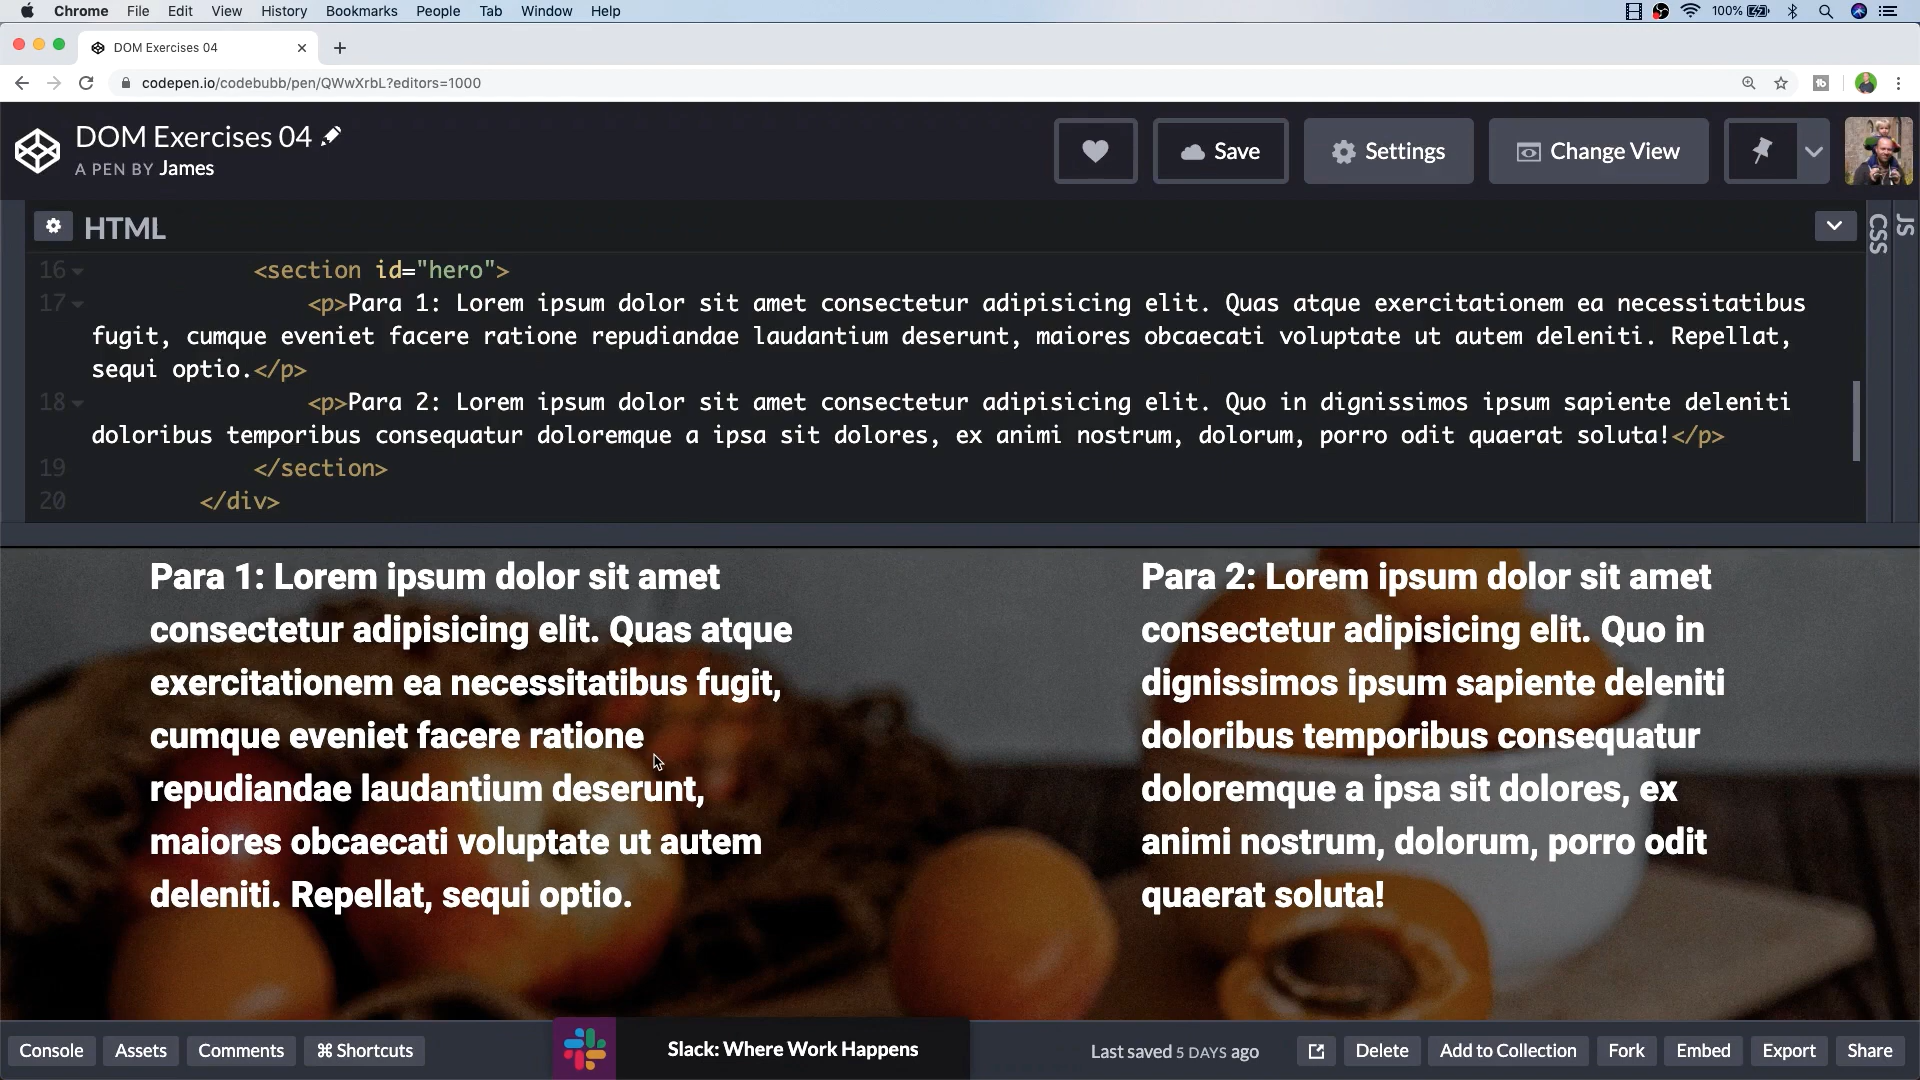 Chrome File Edit View History Bookmarks People Tab Window Help 100%
DOM Exercises 04
codepen.io/codebubb/pen/QWwXrbL?editors=1000
DOM Exercises 04
A PEN BY James
Save
Settings
Change View
HTML
CSS
JS
16 <section id="hero">
17 <p>Para 1: Lorem ipsum dolor sit amet consectetur adipisicing elit. Quas atque exercitationem ea necessitatibus
fugit, cumque eveniet facere ratione repudiandae laudantium deserunt, maiores obcaecati voluptate ut autem deleniti. Repellat,
sequi optio.</p>
18 <p>Para 2: Lorem ipsum dolor sit amet consectetur adipisicing elit. Quo in dignissimos ipsum sapiente deleniti
doloribus temporibus consequatur doloremque a ipsa sit dolores, ex animi nostrum, dolorum, porro odit quaerat soluta!</p>
19 </section>
20 </div>
Para 1: Lorem ipsum dolor sit amet
consectetur adipisicing elit. Quas atque
exercitationem ea necessitatibus fugit,
cumque eveniet facere ratione
repudiandae laudantium deserunt,
maiores obcaecati voluptate ut autem
deleniti. Repellat, sequi optio.
Para 2: Lorem ipsum dolor sit amet
consectetur adipisicing elit. Quo in
dignissimos ipsum sapiente deleniti
doloribus temporibus consequatur
doloremque a ipsa sit dolores, ex
animi nostrum, dolorum, porro odit
quaerat soluta!
Console Assets Comments ⌘ Shortcuts
Slack: Where Work Happens
Last saved 5 DAYS ago
Delete Add to Collection Fork Embed Export Share